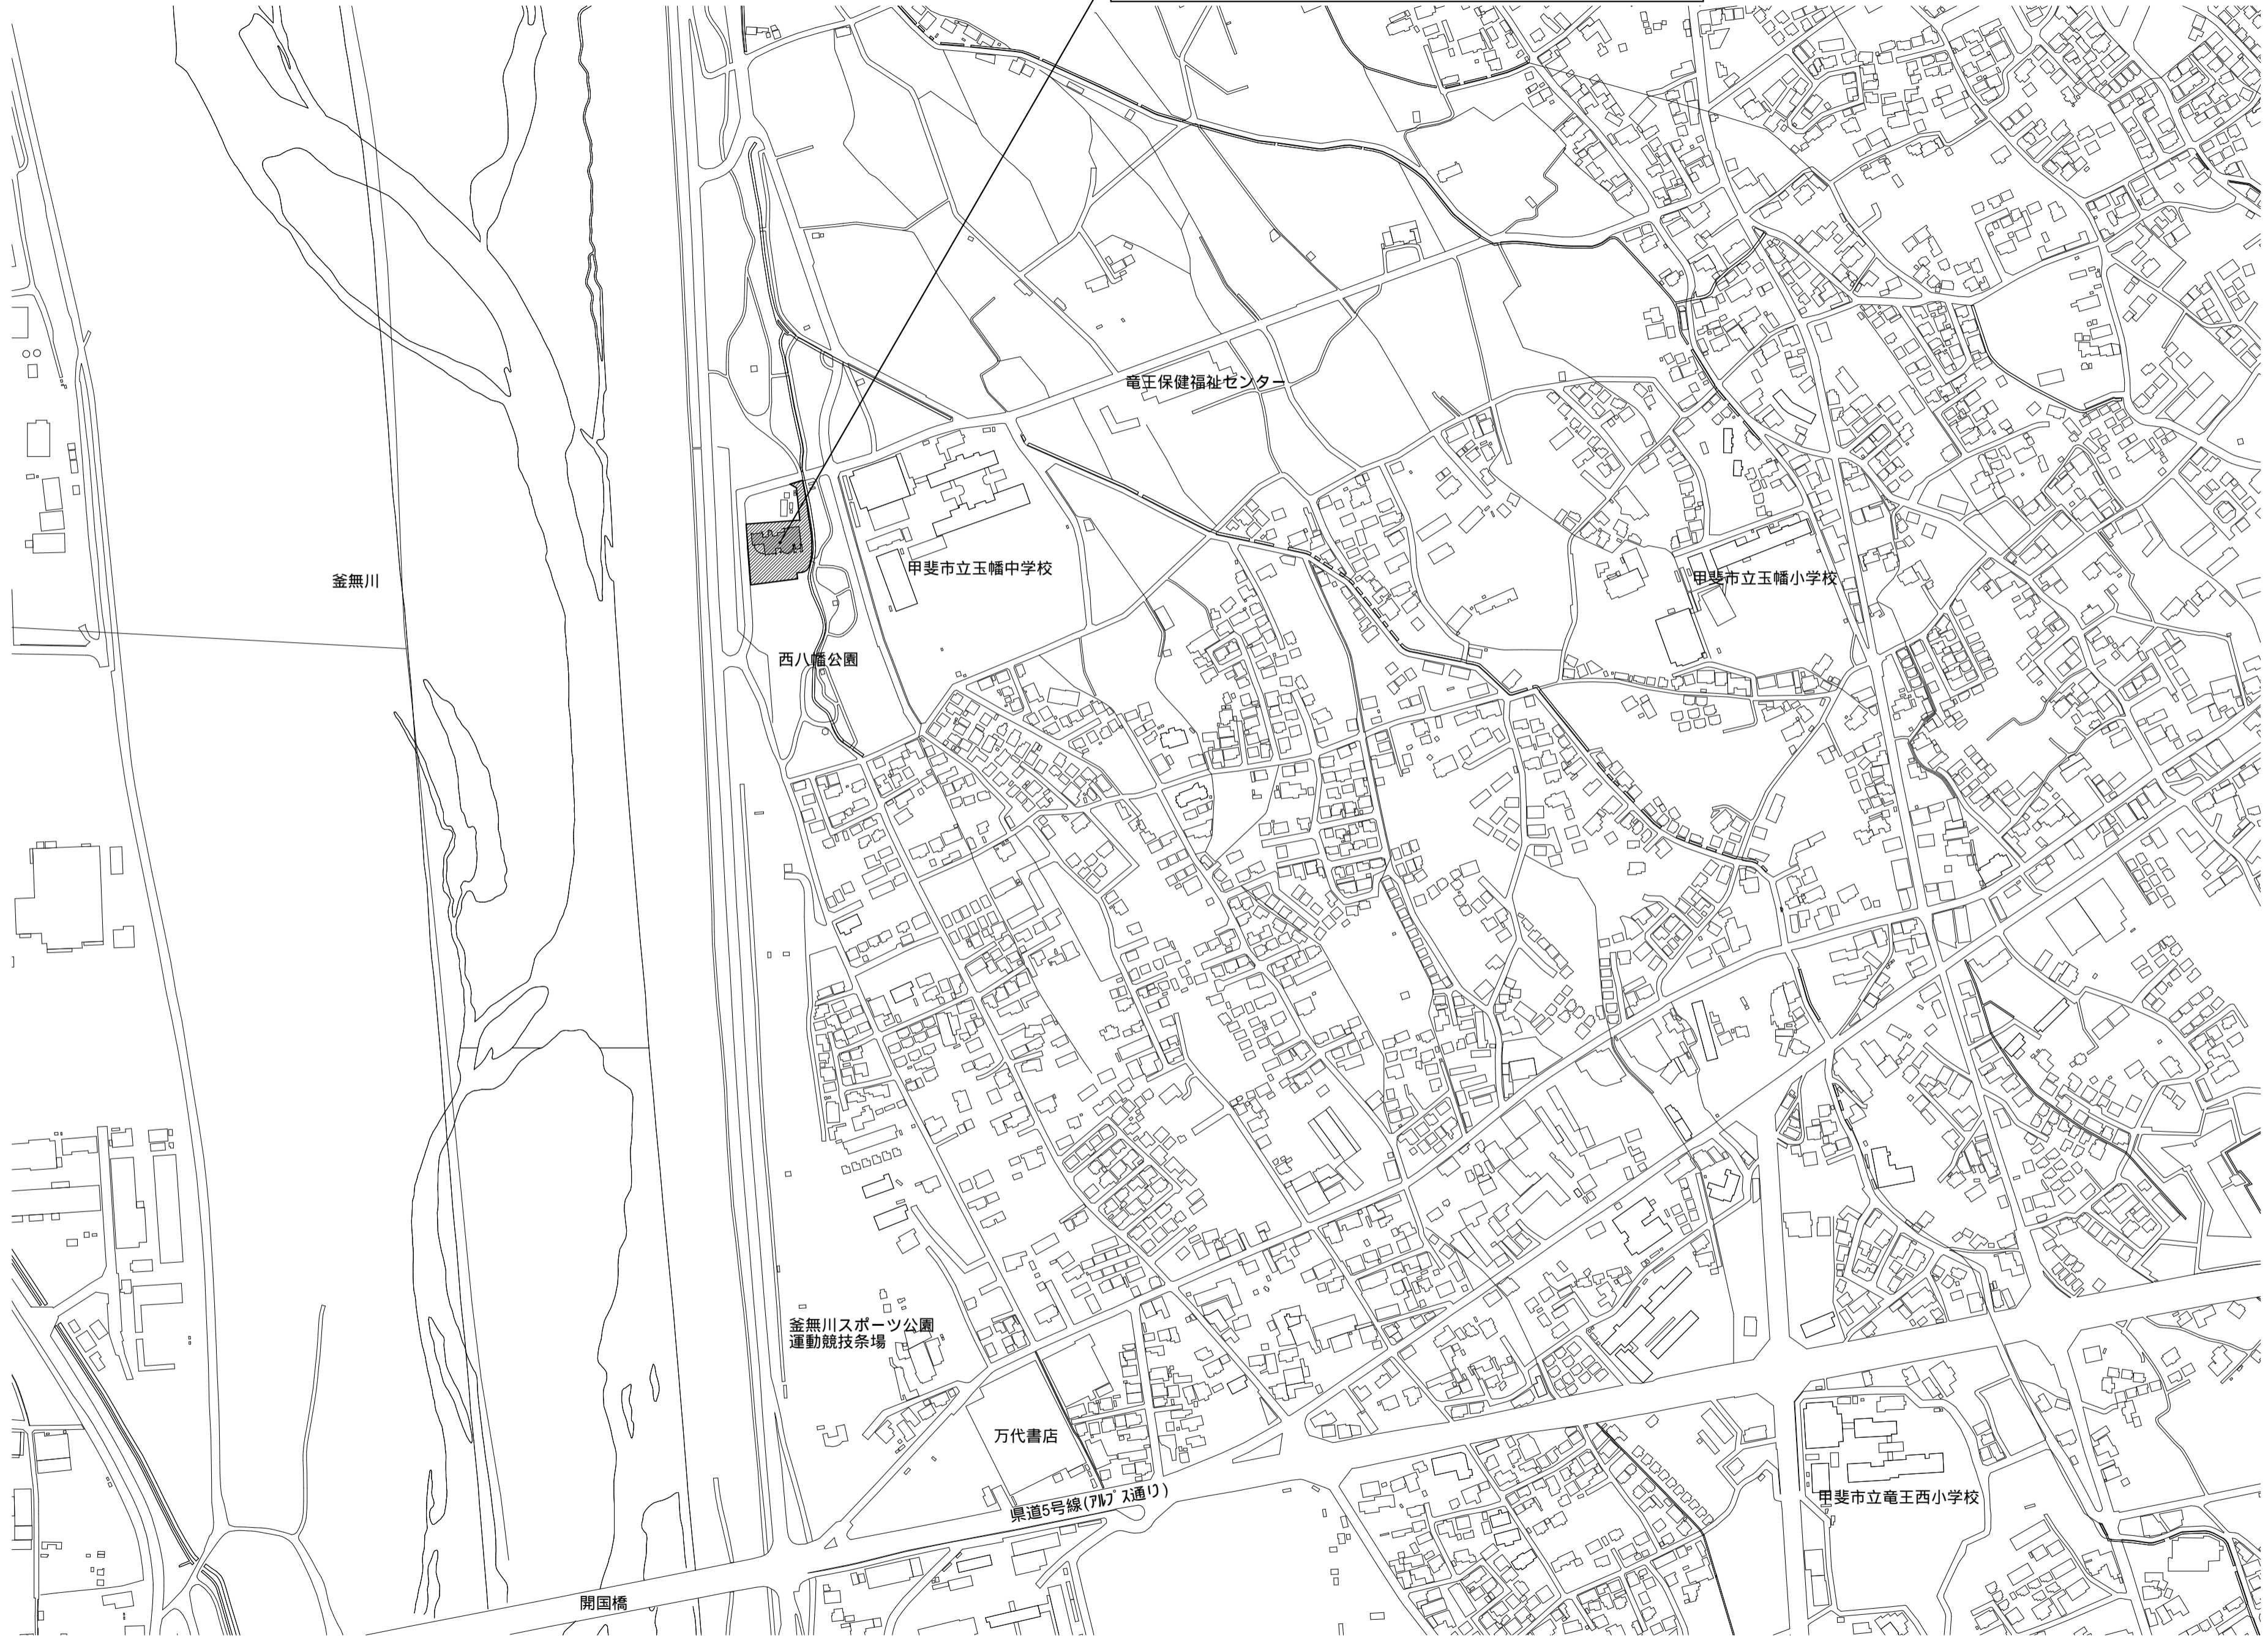 竜王保健福祉センター
甲斐市立玉幡中学校
甲斐市立玉幡小学校
釜無川
西八幡公園
釜無川スポーツ公園
運動競技条場
万代書店
県道5号線(ｱﾙﾌﾟｽ通り)
甲斐市立竜王西小学校
開国橋